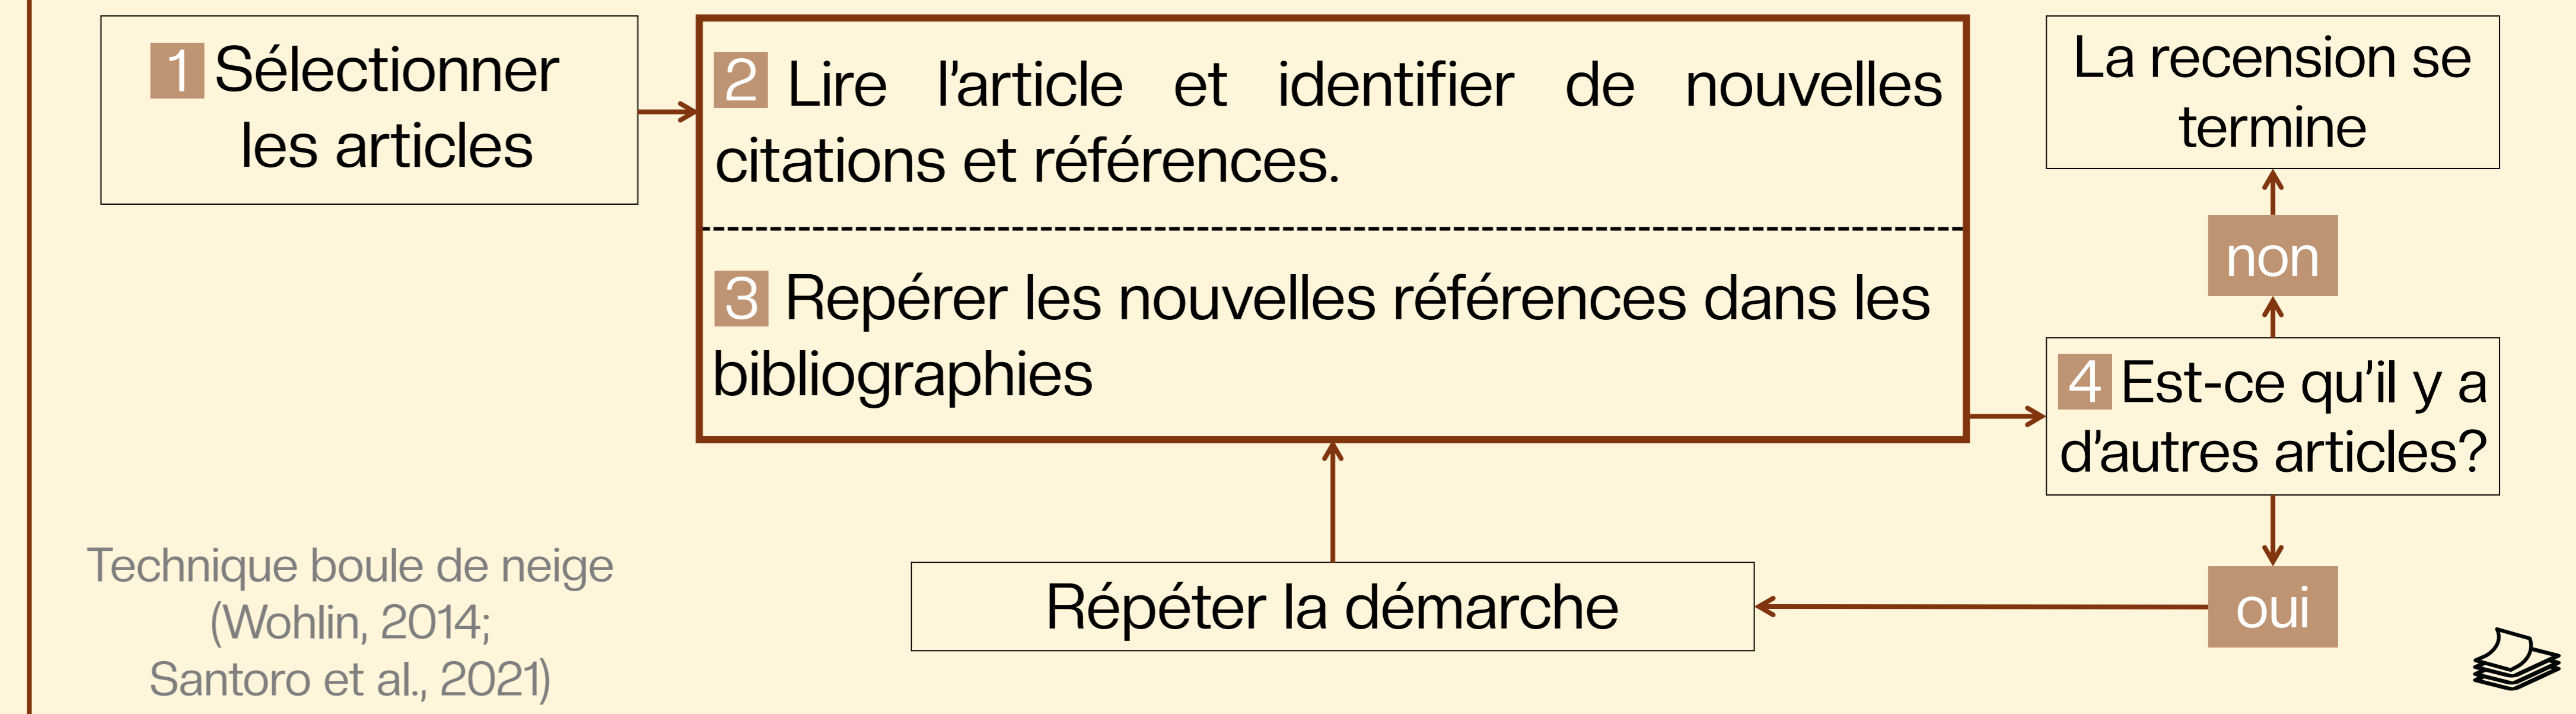 1 Sélectionner
les articles
2 Lire l'article et identifier de nouvelles
citations et références.
3 Repérer les nouvelles références dans les
bibliographies
La recension se
termine
non
4 Est-ce qu'il y a
d'autres articles?
oui
Répéter la démarche
Technique boule de neige
(Wohlin, 2014;
Santoro et al., 2021)